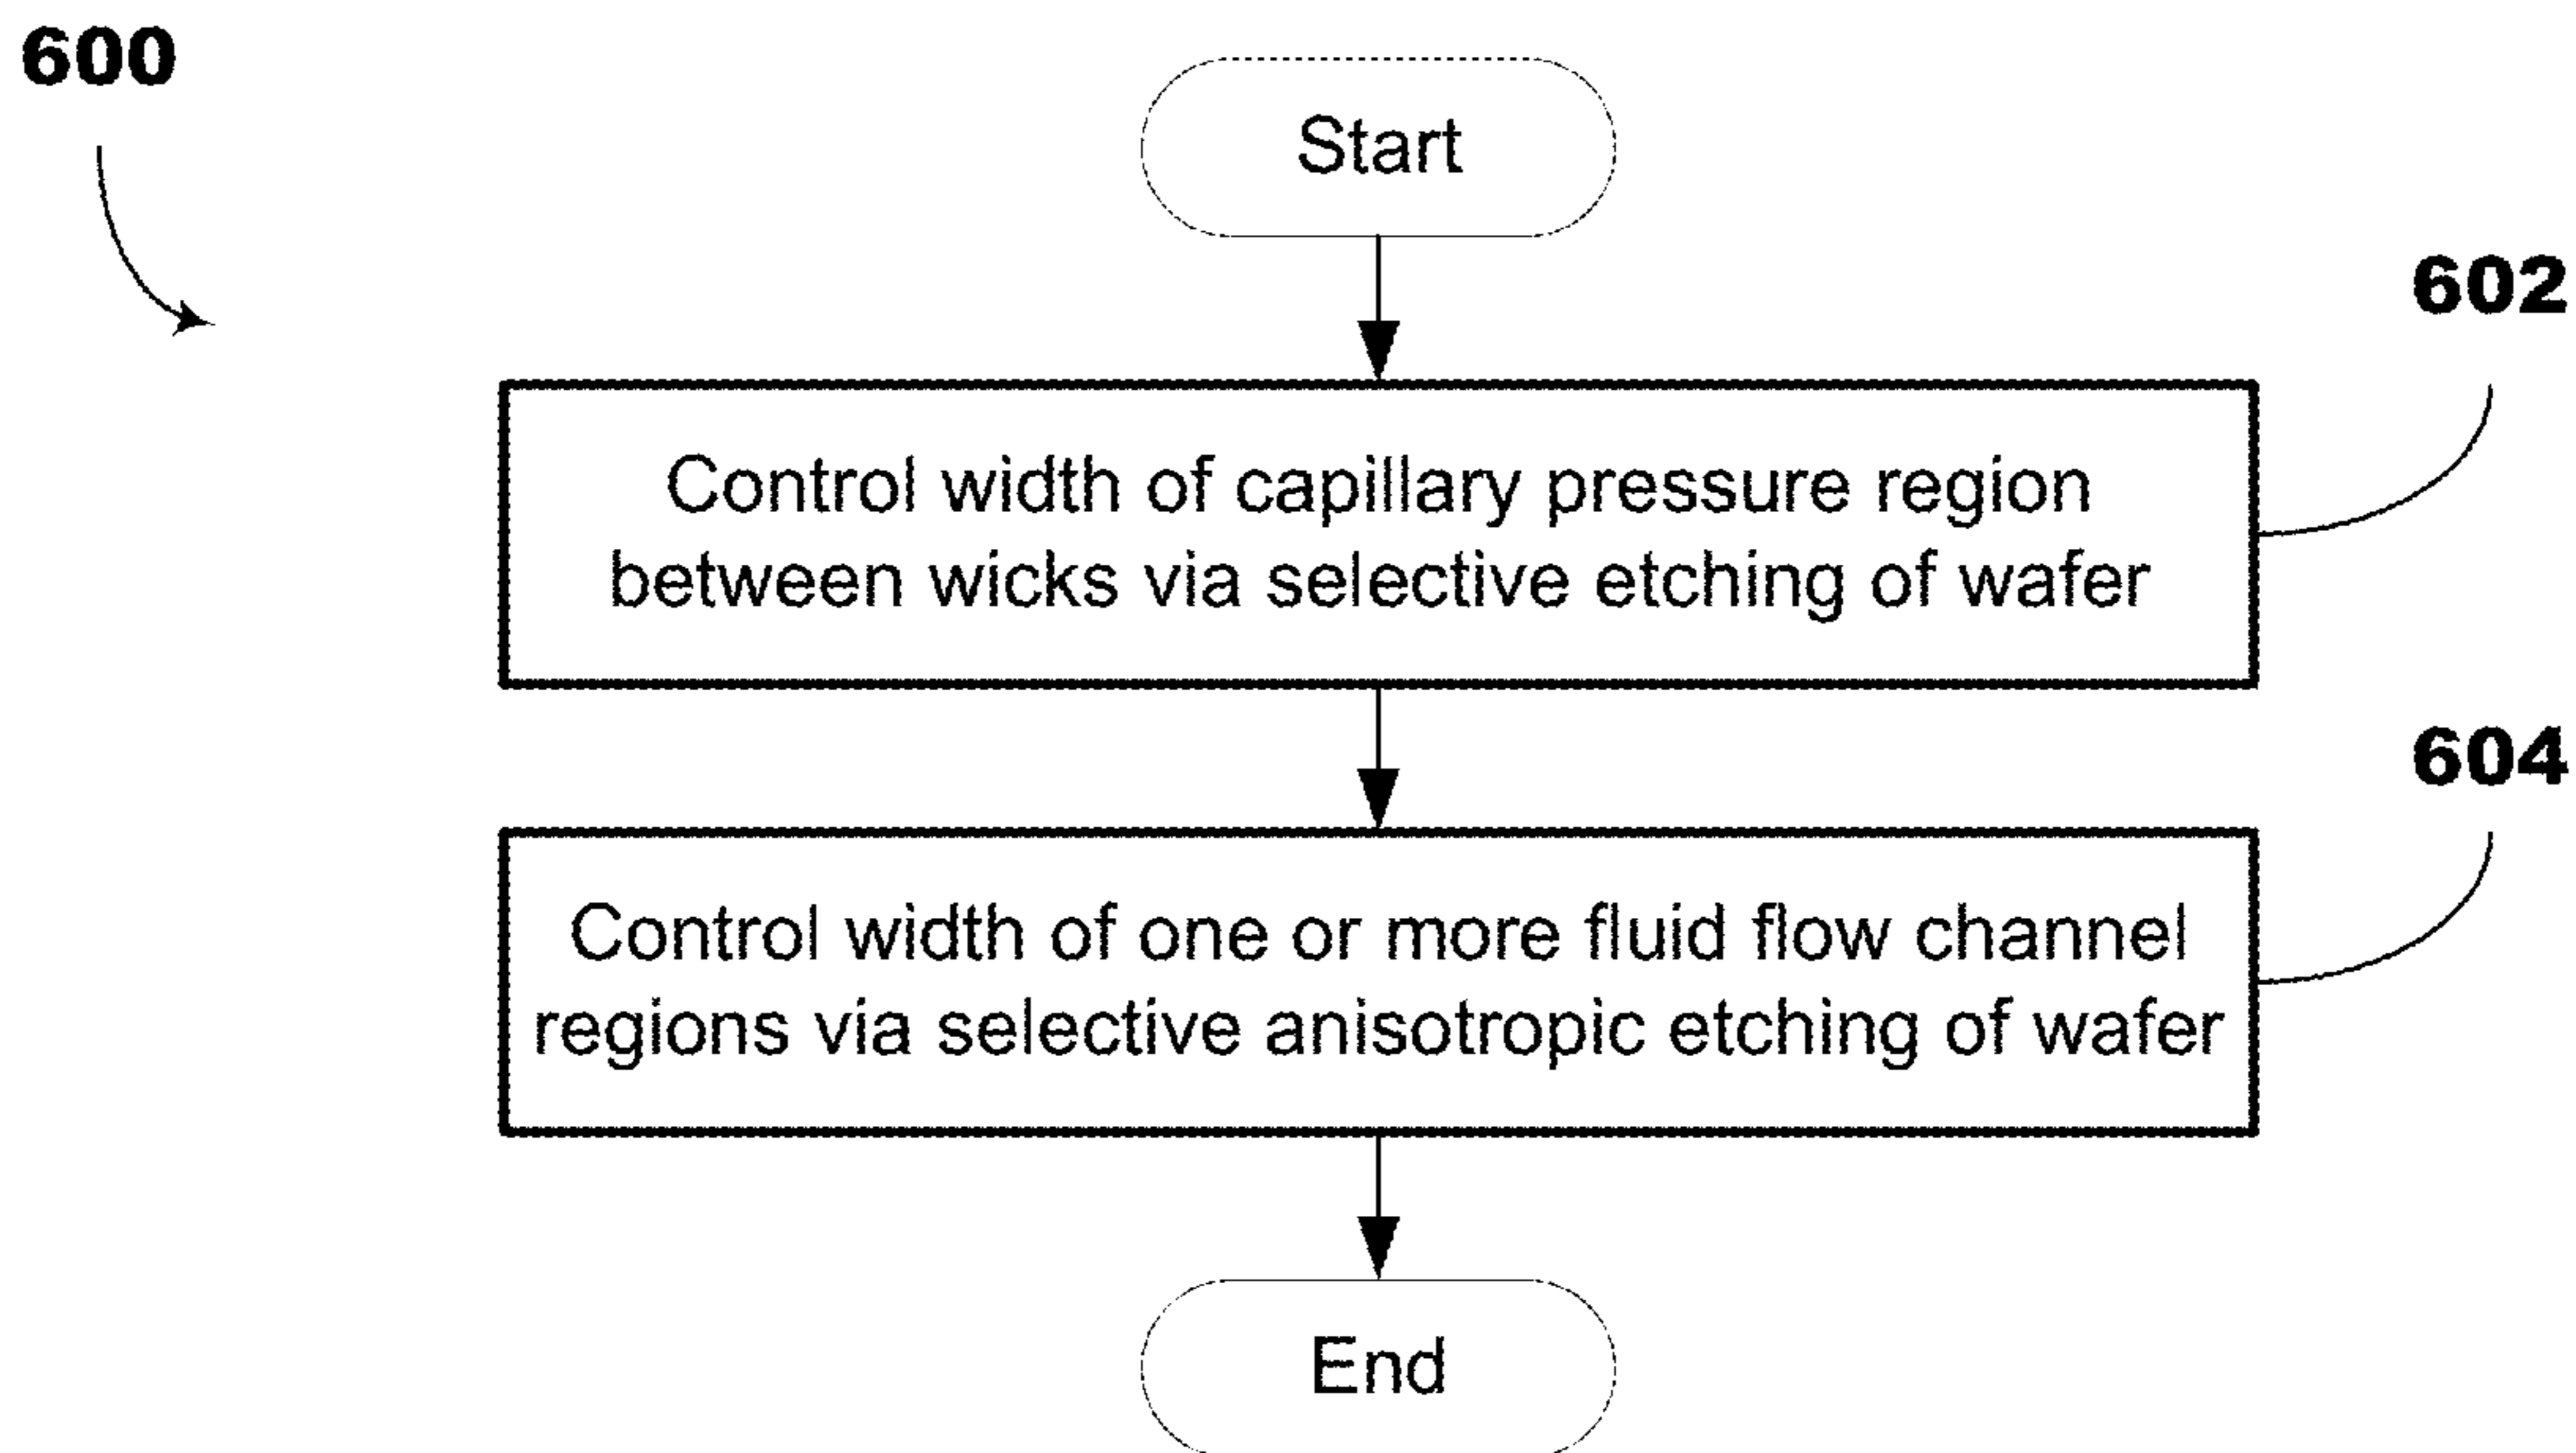 600
Start
602
Control width of capillary pressure region
between wicks via selective etching of wafer
604
Control width of one or more fluid flow channel
regions via selective anisotropic etching of wafer
End